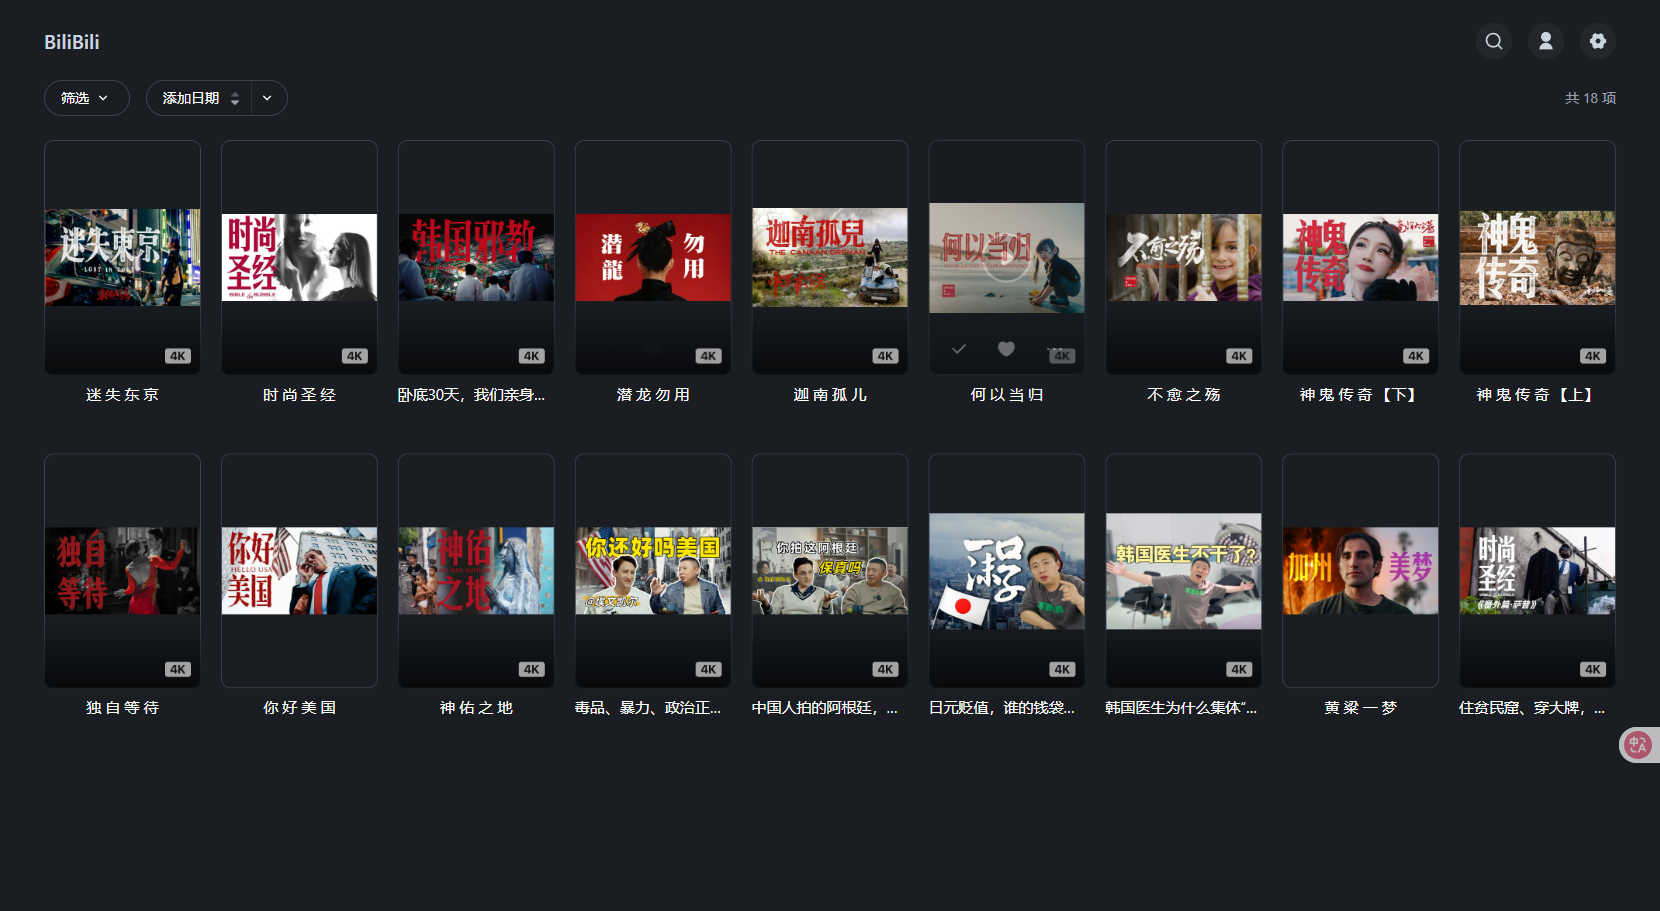 BiliBili
筛选
添加日期
共 18 项
迷失東京
LOST IN TOKYO
时尚
圣经
BIBLE the BUBBLE
韩国邪教
潜龍
勿用
迦南孤兒
THE CANAAN ORPHAN
何以当归
不愈之殇
神鬼
传奇
神鬼
传奇
4K
4K
4K
4K
4K
4K
4K
4K
4K
迷失东京
时尚圣经
卧底30天，我们亲身...
潜龙勿用
迦南孤儿
何以当归
不愈之殇
神鬼传奇【下】
神鬼传奇【上】
独自
等待
你好
HELLO USA
美国
神佑
之地
你还好吗美国
你拍这阿根廷
保真吗
韩国医生不干了?
加州
美梦
时尚
圣经
《番外篇·萨普》
4K
4K
4K
4K
4K
4K
4K
独自等待
你好美国
神佑之地
毒品、暴力、政治正...
中国人拍的阿根廷，...
日元贬值，谁的钱袋...
韩国医生为什么集体“...
黄粱一梦
住贫民窟、穿大牌，...